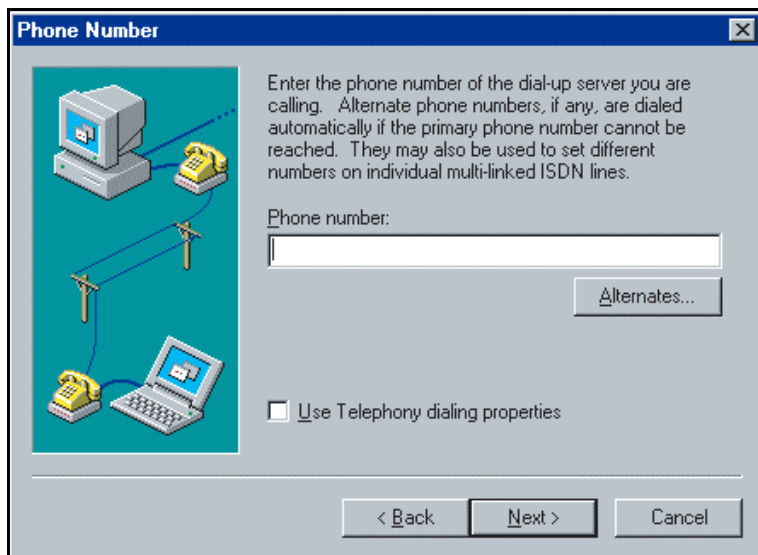 Phone Number
Enter the phone number of the dial-up server you are
calling. Alternate phone numbers, if any, are dialed
automatically if the primary phone number cannot be
reached. They may also be used to set different
numbers on individual multi-linked ISDN lines.
Phone number:
Alternates...
Use Telephony dialing properties
< Back
Next >
Cancel